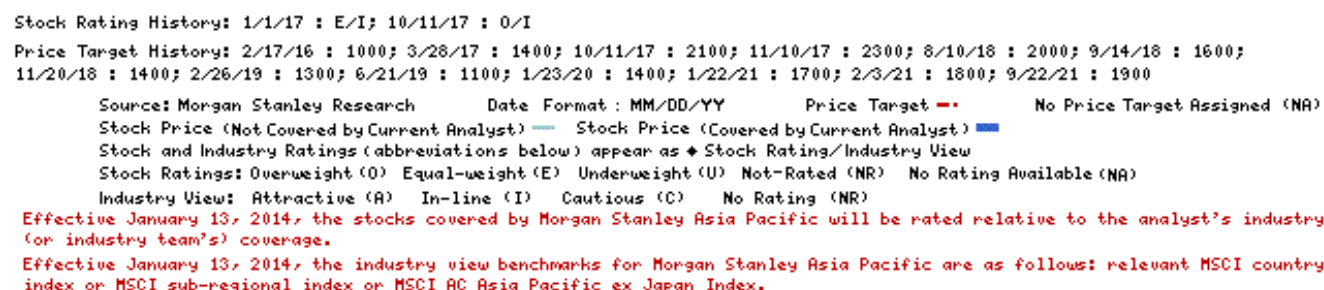 Stock Rating History: 1/1/17 : E/I; 10/11/17 : O/I
Price Target History: 2/17/16 : 1000; 3/28/17 : 1400; 10/11/17 : 2100; 11/10/17 : 2300; 8/10/18 : 2000; 9/14/18 : 1600;
11/20/18 : 1400; 2/26/19 : 1300; 6/21/19 : 1100; 1/23/20 : 1400; 1/22/21 : 1700; 2/3/21 : 1800; 9/22/21 : 1900
Source: Morgan Stanley Research Date Format : MM/DD/YY Price Target No Price Target Assigned (NA)
Stock Price (Not Covered by Current Analyst) Stock Price (Covered by Current Analyst)
Stock and Industry Ratings (abbreviations below) appear as ♦ Stock Rating/Industry View
Stock Ratings: Overweight (O) Equal-weight (E) Underweight (U) Not-Rated (NR) No Rating Available (NA)
Industry View: Attractive (A) In-line (I) Cautious (C) No Rating (NR)
Effective January 13, 2014, the stocks covered by Morgan Stanley Asia Pacific will be rated relative to the analyst's industry
(or industry team's) coverage.
Effective January 13, 2014, the industry view benchmarks for Morgan Stanley Asia Pacific are as follows: relevant MSCI country
index or MSCI sub-regional index or MSCI AC Asia Pacific ex Japan Index.